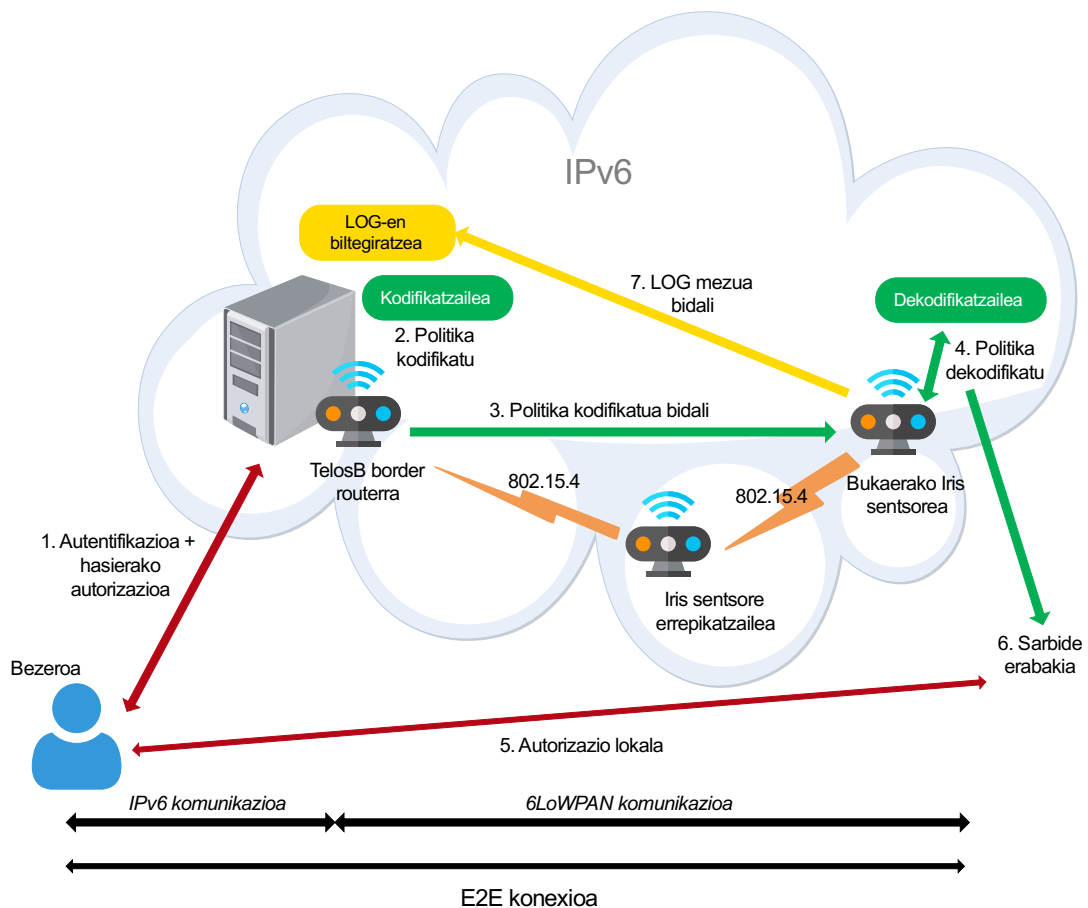 IPv6
LOG-en
biltegiratzea
Kodifikatzailea
2. Politika
kodifikatu
7. LOG mezua
bidali
Dekodifikatzailea
4. Politika
dekodifikatu
3. Politika kodifikatua bidali
TelosB border
routerra
802.15.4
802.15.4
Bukaerako Iris
sentsorea
1. Autentifikazioa +
hasierako
autorizazioa
Iris sentsore
errepikatzailea
6. Sarbide
erabakia
Bezeroa
5. Autorizazio lokala
IPv6 komunikazioa
6LoWPAN komunikazioa
E2E konexioa